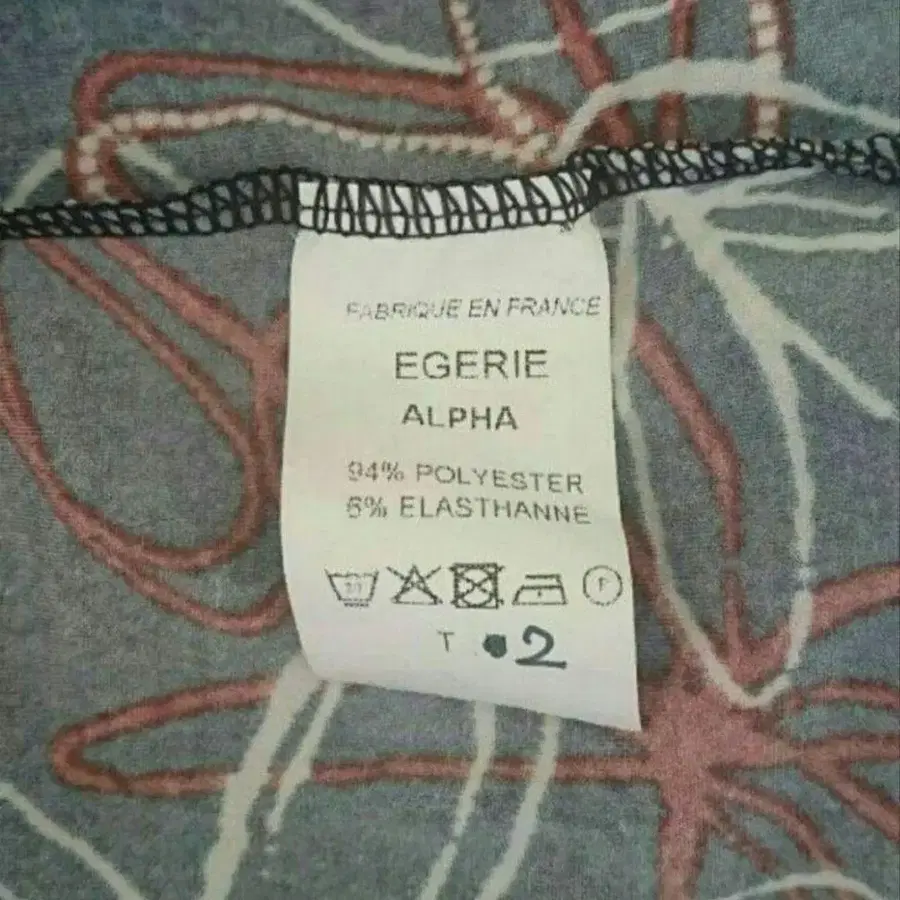 FABRIQUE EN FRANCE
EGERIE
ALPHA
94% POLYESTER
6% ELASTHANNE
F
T 2